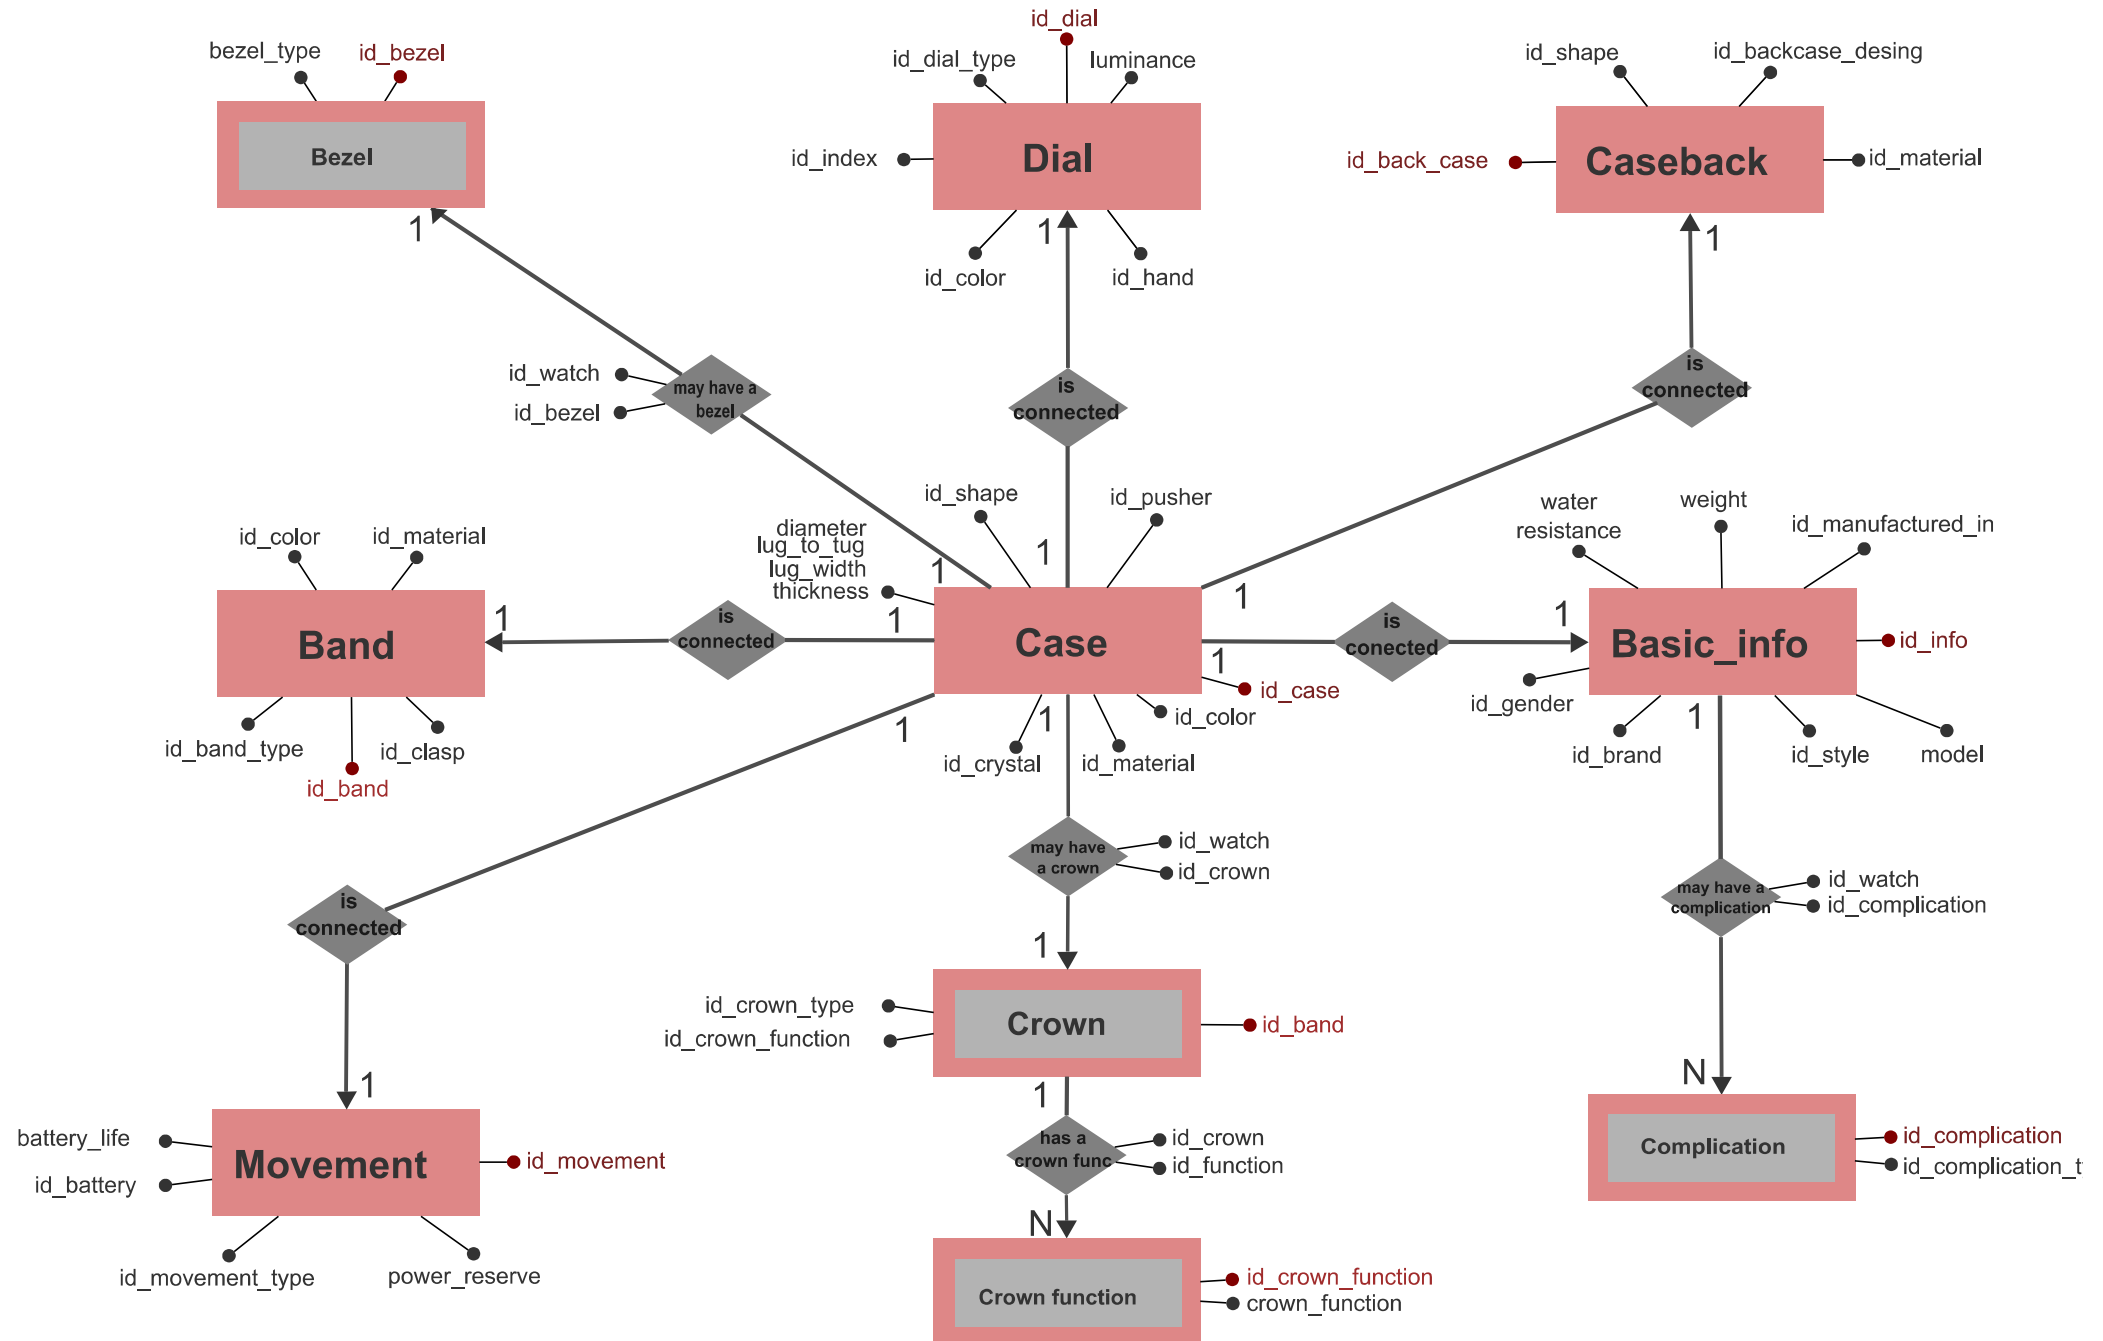 id_dial
bezel_type
id_bezel
id_dial_type
luminance
id_shape
id_backcase_desing
Bezel
id_index
Dial
id_back_case
Caseback
id_material
1
1
1
id_color
id_hand
id_watch
id_bezel
may have a
bezel
is
connected
is
connected
id_shape
id_pusher
diameter
lug_to_tug
lug_width
thickness
water
resistance
weight
id_manufactured_in
id_color
id_material
1
1
1
Band
1
is
connected
1
Case
1
is
conected
1
Basic_info
id_info
id_case
id_gender
id_band_type
id_clasp
id_band
1
1
id_color
id_crystal
id_material
1
id_brand
id_style
model
may have
a crown
id_watch
id_crown
may have a
complication
id_watch
id_complication
is
connected
1
id_crown_type
id_crown_function
Crown
id_band
1
1
N
battery_life
id_battery
Movement
id_movement
has a
crown func
id_crown
id_function
Complication
id_complication
id_complication_t
N
id_movement_type
power_reserve
Crown function
id_crown_function
crown_function